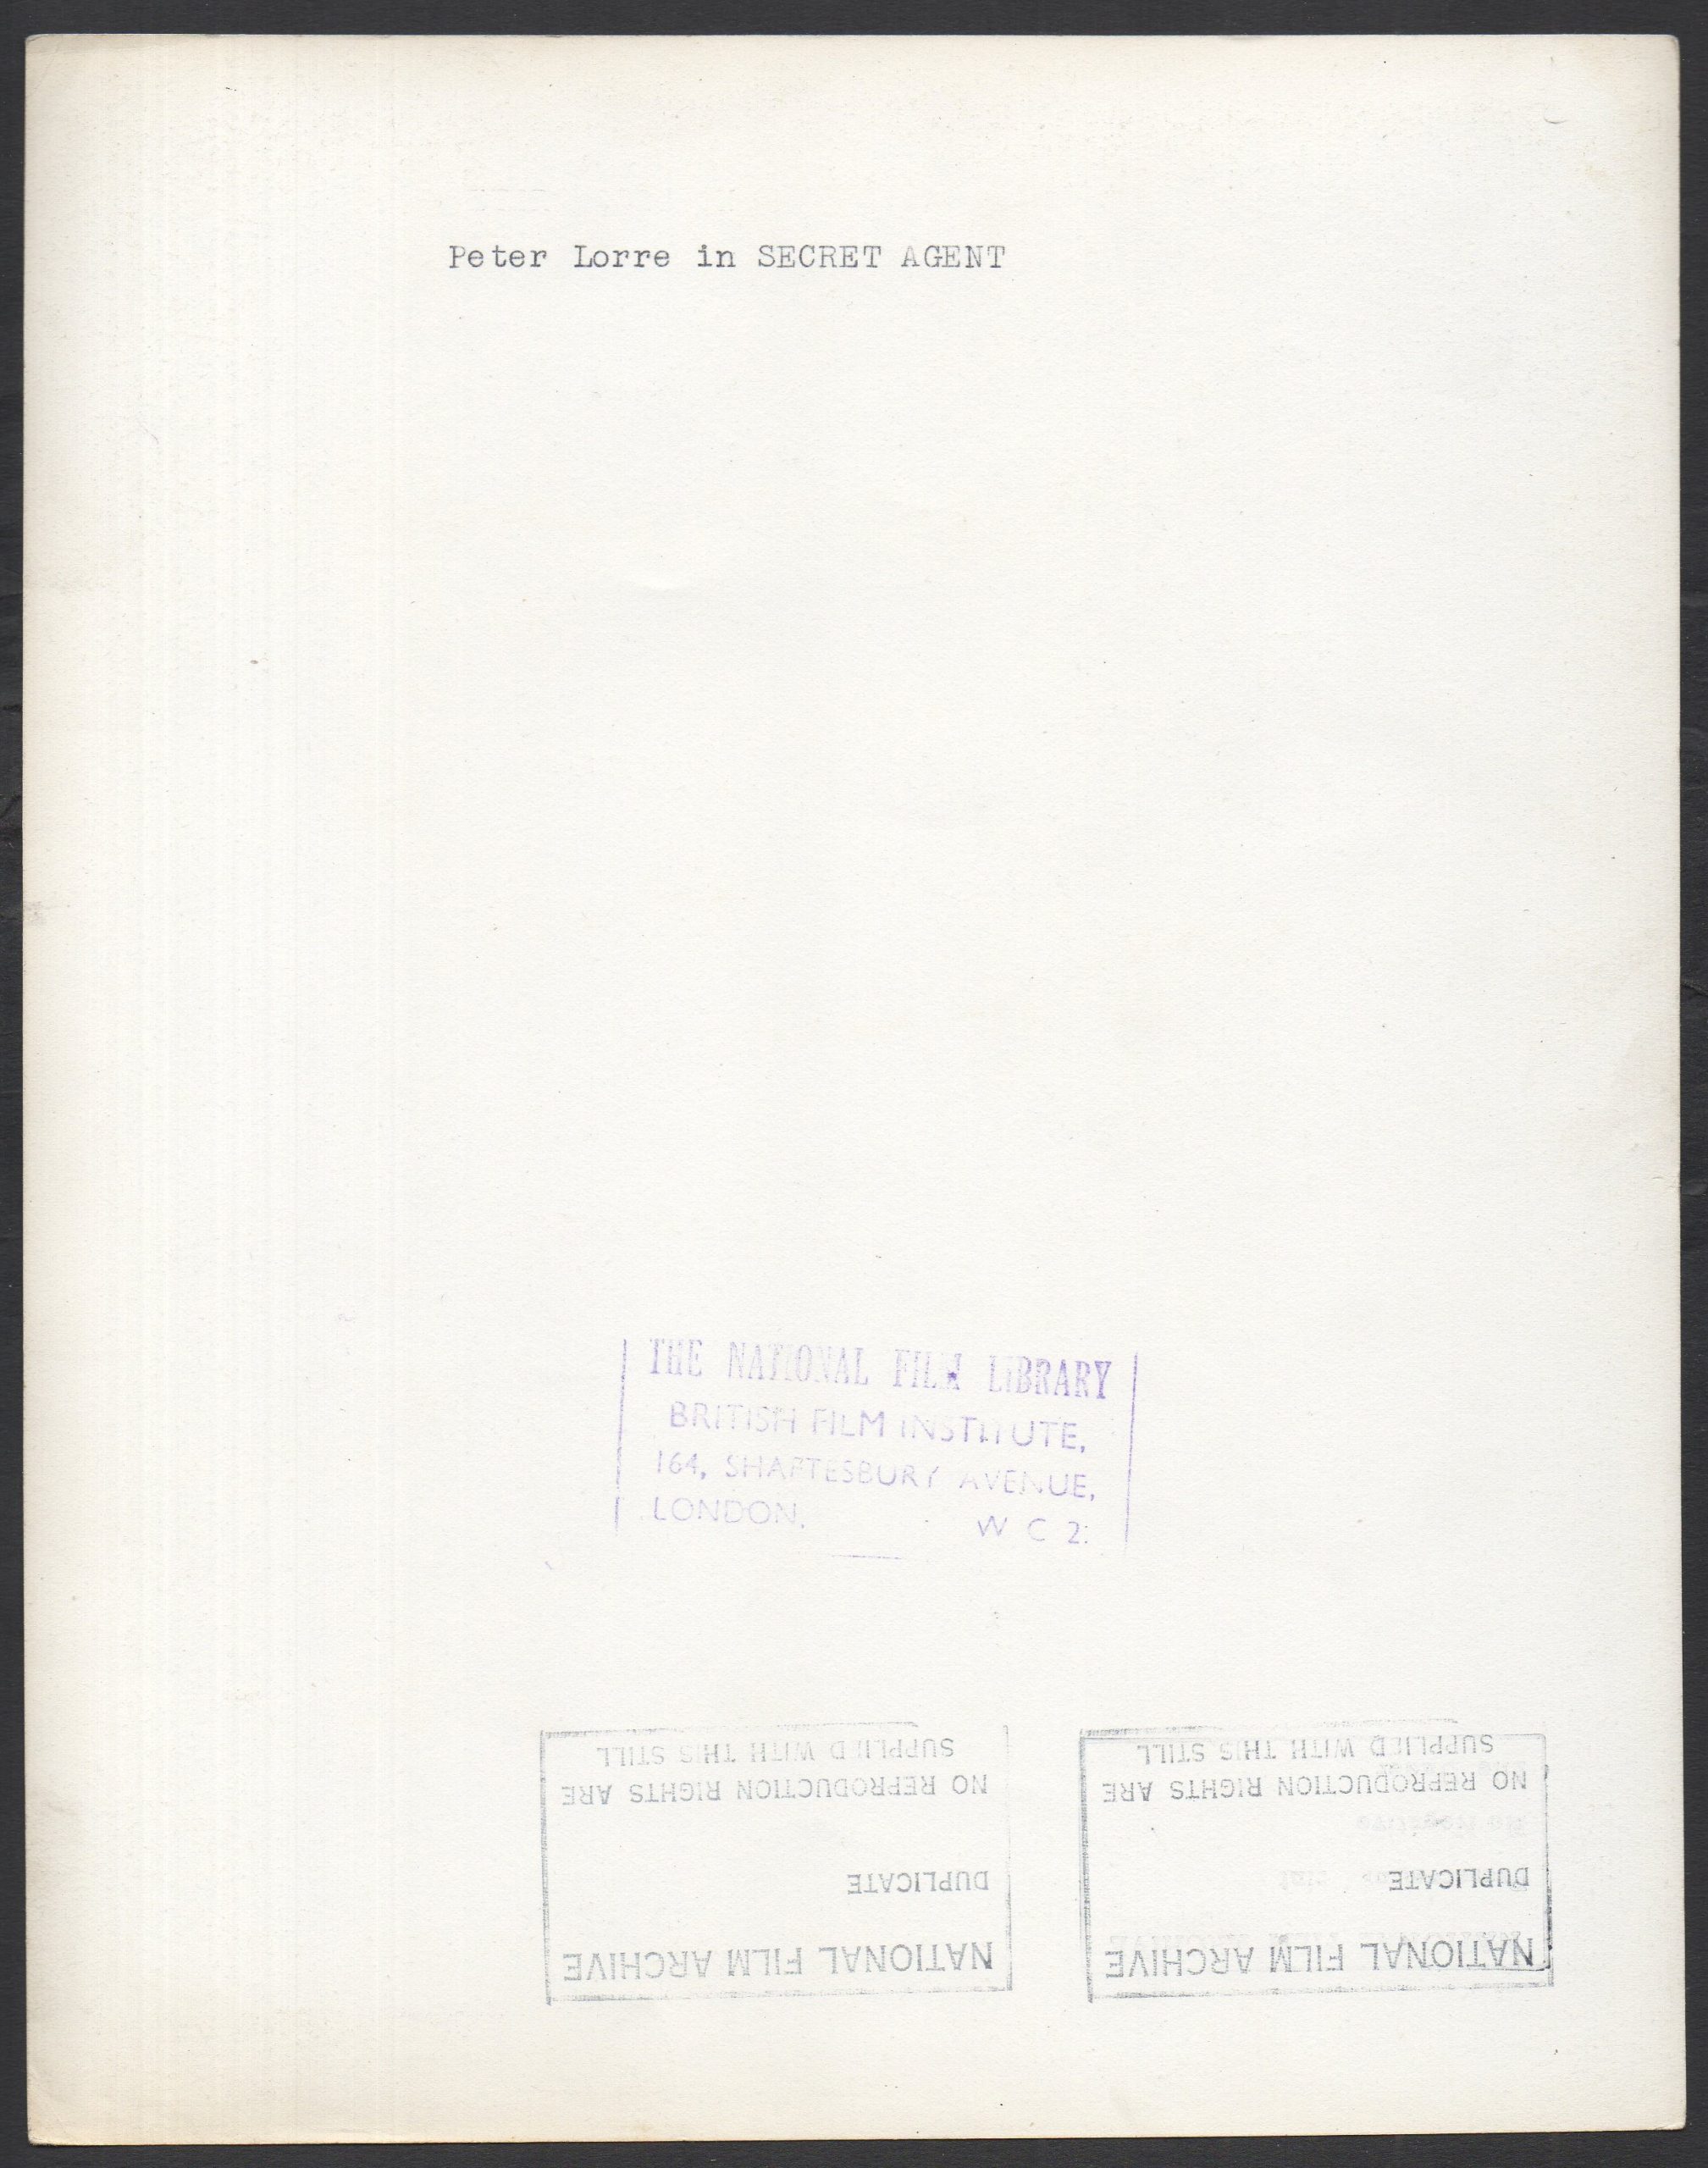 Peter Lorre in SECRET AGENT
THE NATIONAL FILM LIBRARY
BRITISH FILM INSTITUTE,
164, SHAFTESBURY AVENUE,
LONDON. W C 2.
NATIONAL FILM ARCHIVE
DUPLICATE
NO REPRODUCTION RIGHTS ARE
SUPPLIED WITH THIS STILL
NATIONAL FILM ARCHIVE
DUPLICATE
NO REPRODUCTION RIGHTS ARE
SUPPLIED WITH THIS STILL